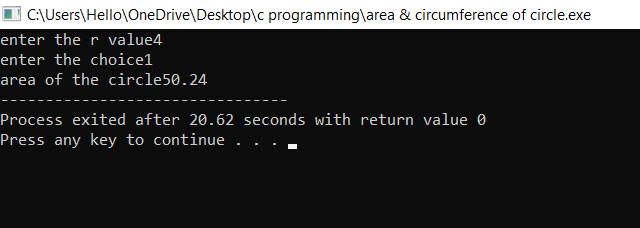 C:\Users\Hello\OneDrive\Desktop\c programming\area & circumference of circle.exe
enter the r value4
enter the choice1
area of the circle50.24
--------------------------------
Process exited after 20.62 seconds with return value 0
Press any key to continue . . .